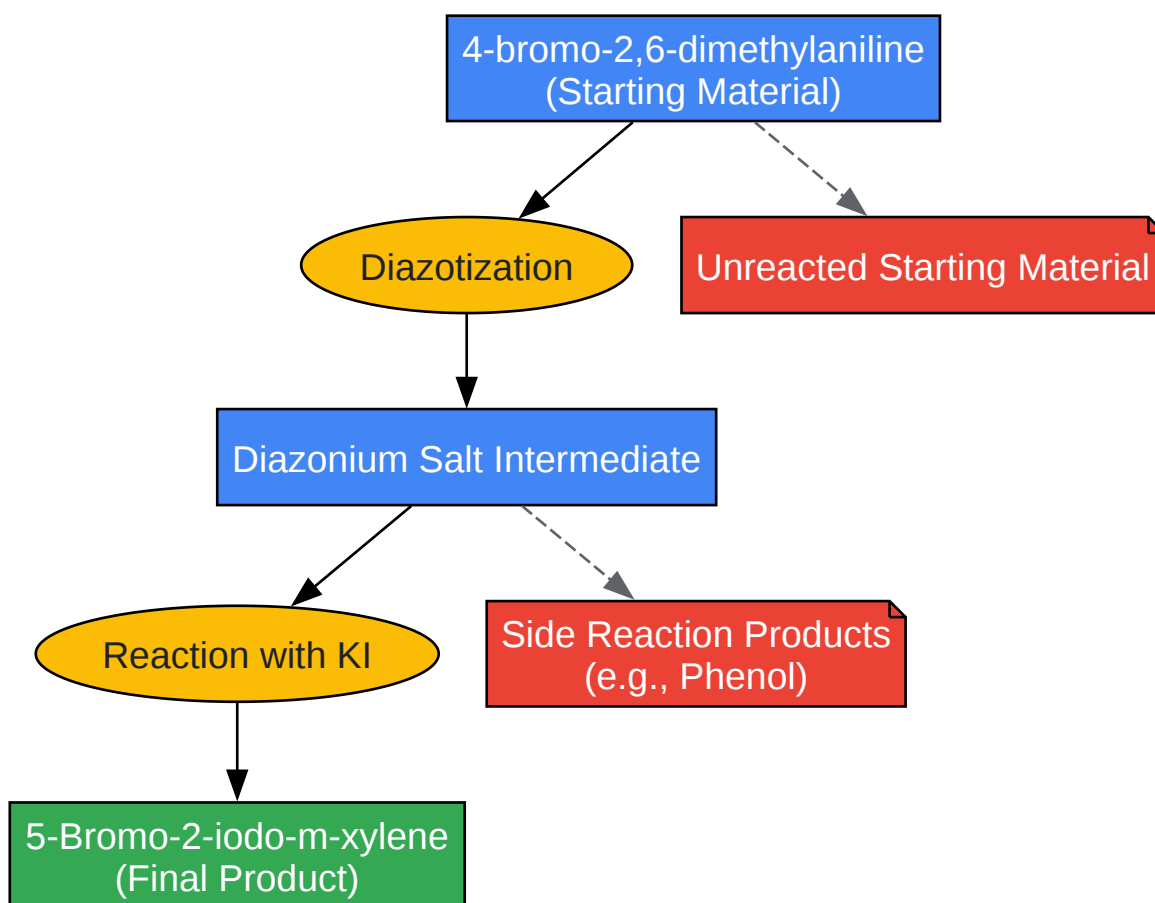 4-bromo-2,6-dimethylaniline
(Starting Material)
Diazotization
Unreacted Starting Material
Diazonium Salt Intermediate
Reaction with KI
Side Reaction Products
(e.g., Phenol)
5-Bromo-2-iodo-m-xylene
(Final Product)